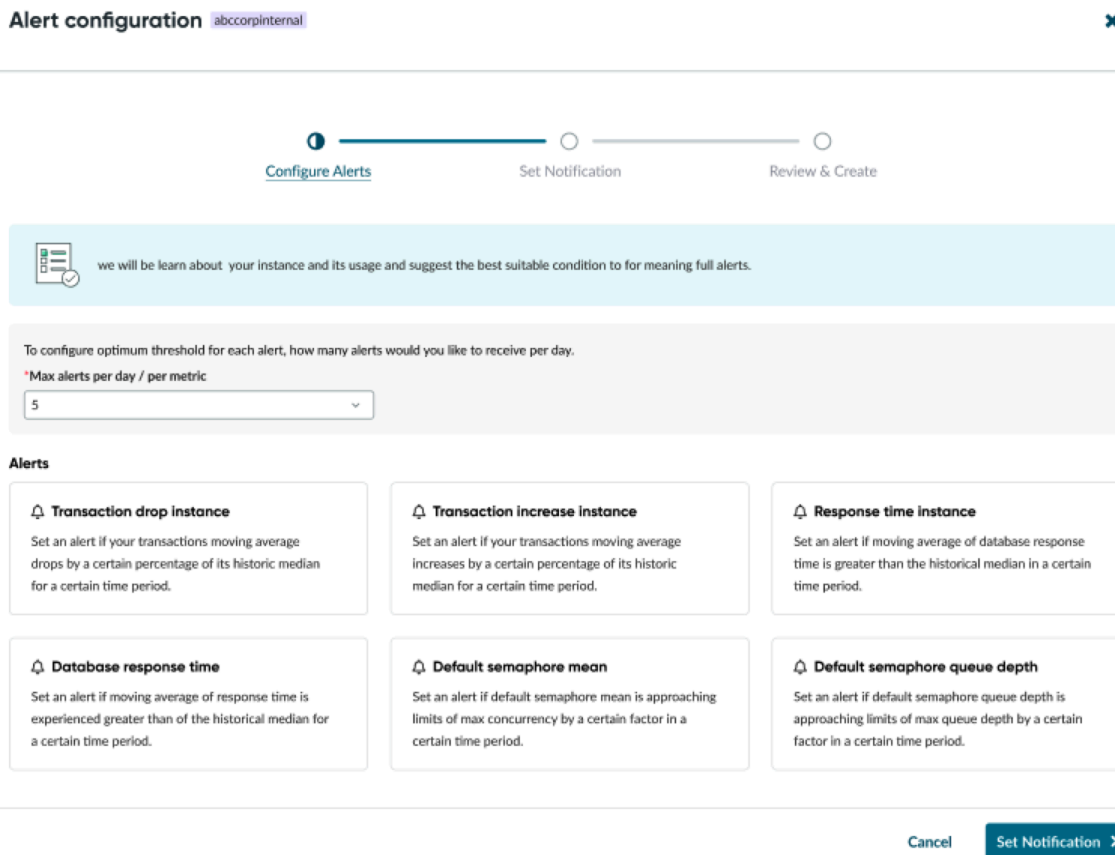 Alert configuration abccorpinternal
Configure Alerts Set Notification Review & Create
we will be learn about your instance and its usage and suggest the best suitable condition to for meaning full alerts.
To configure optimum threshold for each alert, how many alerts would you like to receive per day.
*Max alerts per day / per metric
5
Alerts
Transaction drop instance
Set an alert if your transactions moving average
drops by a certain percentage of its historic median
for a certain time period.
Transaction increase instance
Set an alert if your transactions moving average
increases by a certain percentage of its historic
median for a certain time period.
Response time instance
Set an alert if moving average of database response
time is greater than the historical median in a certain
time period.
Database response time
Set an alert if moving average of response time is
experienced greater than of the historical median for
a certain time period.
Default semaphore mean
Set an alert if default semaphore mean is approaching
limits of max concurrency by a certain factor in a
certain time period.
Default semaphore queue depth
Set an alert if default semaphore queue depth is
approaching limits of max queue depth by a certain
factor in a certain time period.
Cancel Set Notification